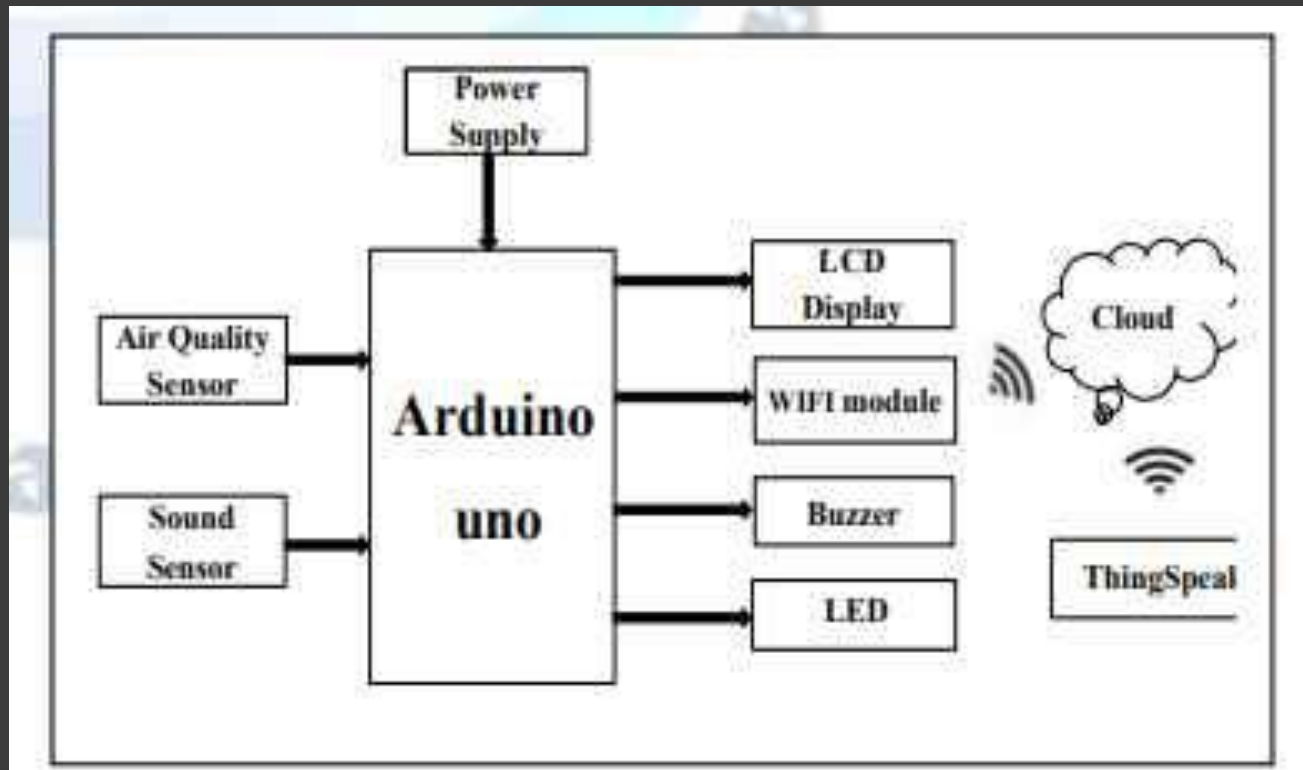 Power
Supply
LCD
Display
Cloud
Air Quality
Sensor
WIFI module
Arduino
uno
Sound
Sensor
Buzzer
ThingSpeal
LED